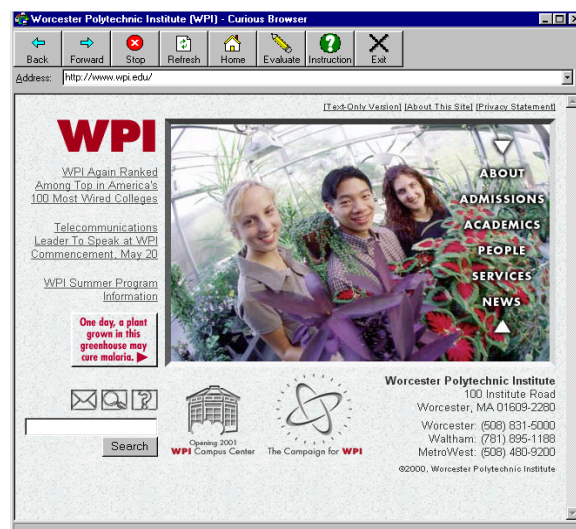 Worcester Polytechnic Institute (WPI) - Curious Browser
Back Forward Stop Refresh Home Evaluate Instruction Exit
Address: http://www.wpi.edu/
[Text-Only Version] [About This Site] [Privacy Statement]
WPI
WPI Again Ranked
Among Top in America's
100 Most Wired Colleges
Telecommunications
Leader To Speak at WPI
Commencement, May 20
WPI Summer Program
Information
One day, a plant
grown in this
greenhouse may
cure malaria.
ABOUT
ADMISSIONS
ACADEMICS
PEOPLE
SERVICES
NEWS
Search
Opening 2001
WPI Campus Center
The Campaign for WPI
Worcester Polytechnic Institute
100 Institute Road
Worcester, MA 01609-2280
Worcester: (508) 831-5000
Waltham: (781) 895-1188
MetroWest: (508) 480-9200
©2000, Worcester Polytechnic Institute